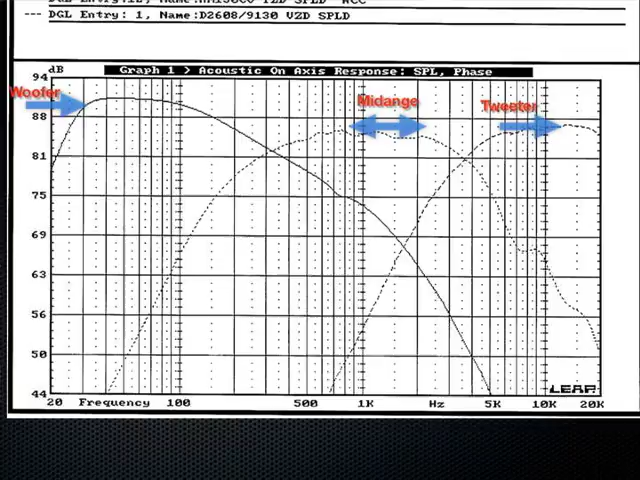 --- DGL Entry: 1, Name:D2608/9130 VZD SPLD
dB Graph 1 > Acoustic On Axis Response: SPL, Phase
94
Woofer Midange Tweeter
88
81
75
69
63
56
50
44 LEAP
20 Frequency 100 500 1K Hz 5K 10K 20K